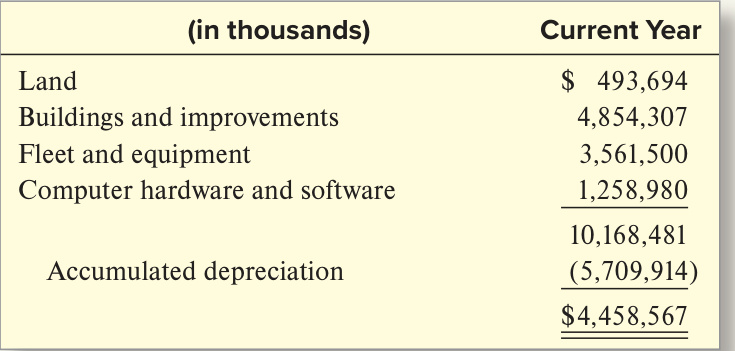 (in thousands) Current Year
Land $ 493,694
Buildings and improvements 4,854,307
Fleet and equipment 3,561,500
Computer hardware and software 1,258,980
10,168,481
Accumulated depreciation (5,709,914)
$4,458,567